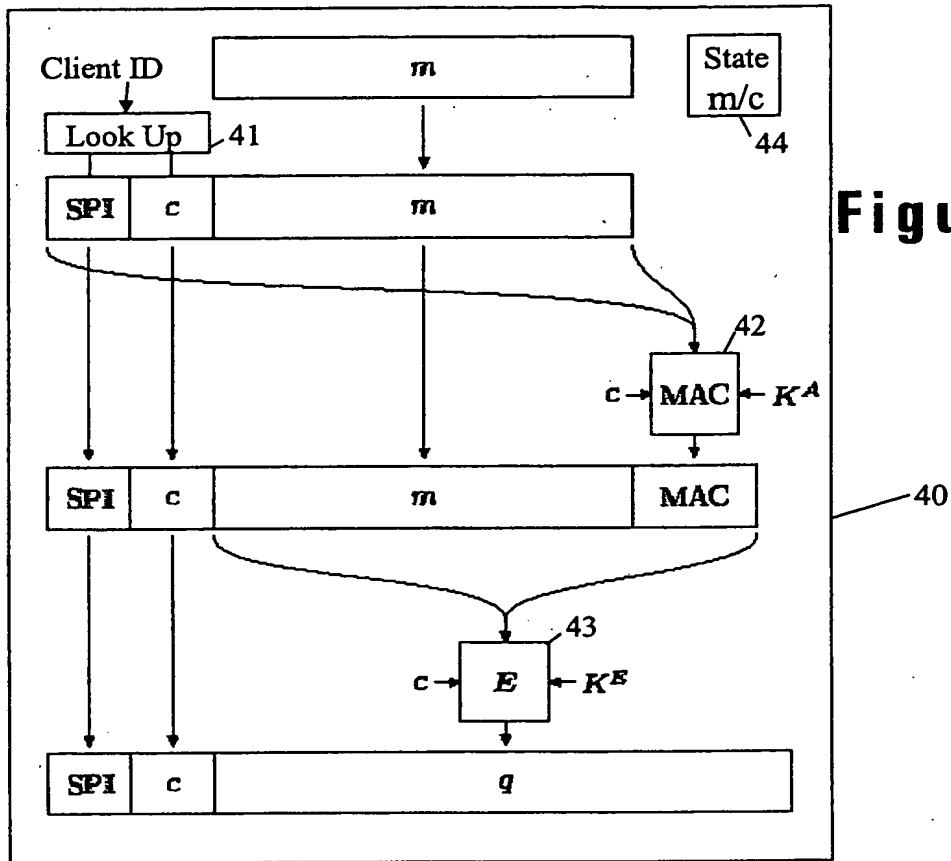 m
State
m/c
44
Client ID
Look Up
41
SPI c m
Figu
42
c MAC K^A
SPI c m MAC
40
43
c E K^E
SPI c q